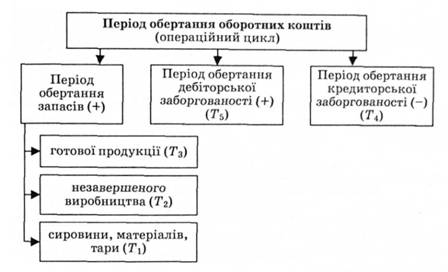 Період обертання оборотних коштів
(операційний цикл)
Період
обертання
запасів (+)
Період обертання
дебіторської
заборгованості (+)
(T₅)
Період обертання
кредиторської
заборгованості (–)
(T₄)
готової продукції (T₃)
незавершеного
виробництва (T₂)
сировини, матеріалів,
тари (T₁)